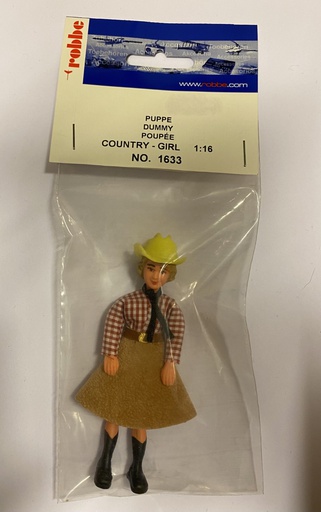 robbe
www.robbe.com
PUPPE
DUMMY
POUPÉE
COUNTRY - GIRL 1:16
NO. 1633